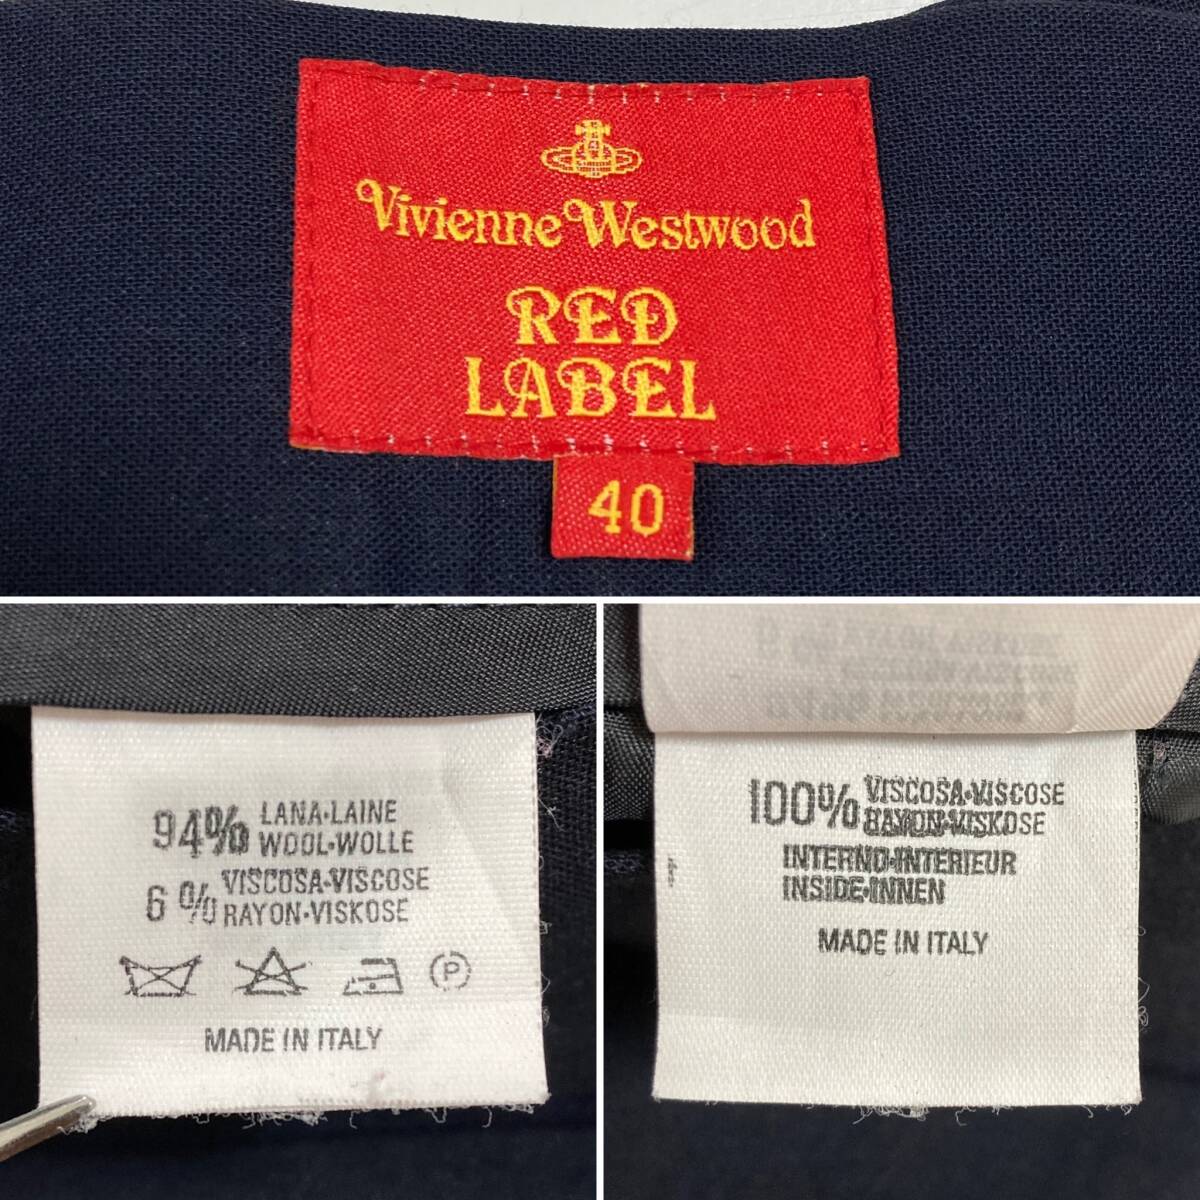 Vivienne Westwood
RED
LABEL
40
94% LANA·LAINE
WOOL·WOLLE
6% VISCOSA·VISCOSE
RAYON·VISKOSE
P
MADE IN ITALY
100% VISCOSA·VISCOSE
RAYON·VISKOSE
INTERNO·INTERIEUR
INSIDE·INNEN
MADE IN ITALY